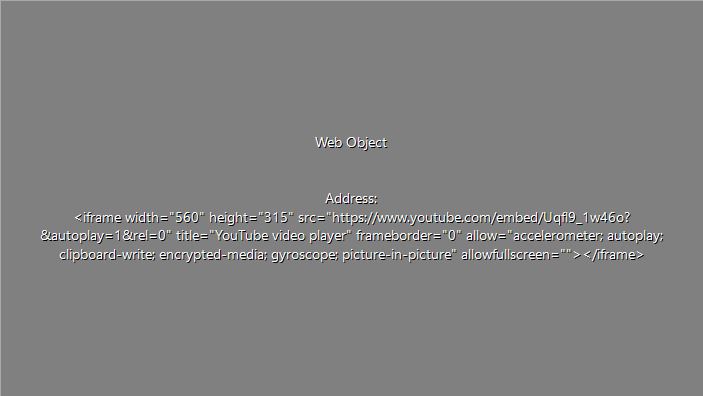 Web Object
Address:
<iframe width="560" height="315" src="https://www.youtube.com/embed/Uqfl9_1w46o?
&autoplay=1&rel=0" title="YouTube video player" frameborder="0" allow="accelerometer; autoplay;
clipboard-write; encrypted-media; gyroscope; picture-in-picture" allowfullscreen=""></iframe>